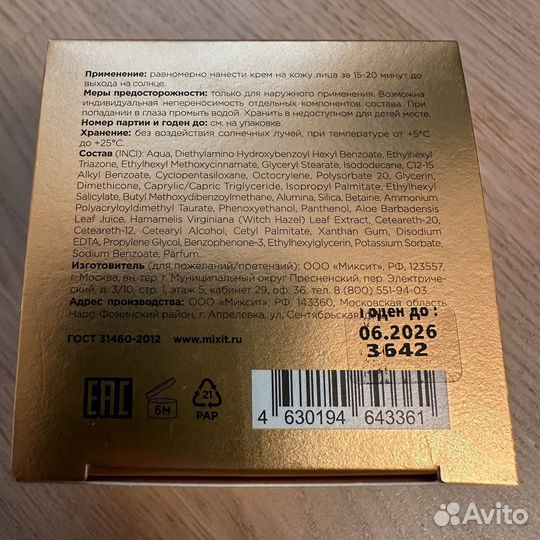 Применение: равномерно нанести крем на кожу лица за 15-20 минут до
выхода на солнце.
Меры предосторожности: только для наружного применения. Возможна
индивидуальная непереносимость отдельных компонентов состава. При
попадании в глаза промыть водой. Хранить в недоступном для детей месте.
Номер партии и годен до: см. на упаковке.
Хранение: без воздействия солнечных лучей, при температуре от +5°C
до +25°C.
Состав (INCI): Aqua, Diethylamino Hydroxybenzoyl Hexyl Benzoate, Ethylhexyl
Triazone, Ethylhexyl Methoxycinnamate, Glyceryl Stearate, Isododecane, C12-15
Alkyl Benzoate, Cyclopentasiloxane, Octocrylene, Polysorbate 20, Glycerin,
Dimethicone, Caprylic/Capric Triglyceride, Isopropyl Palmitate, Ethylhexyl
Salicylate, Butyl Methoxydibenzoylmethane, Alumina, Silica, Betaine, Ammonium
Polyacryloyldimethyl Taurate, Phenoxyethanol, Panthenol, Aloe Barbadensis
Leaf Juice, Hamamelis Virginiana (Witch Hazel) Leaf Extract, Ceteareth-20,
Ceteareth-12, Cetearyl Alcohol, Cetyl Palmitate, Xanthan Gum, Disodium
EDTA, Propylene Glycol, Benzophenone-3, Ethylhexylglycerin, Potassium Sorbate,
Sodium Benzoate, Parfum.
Изготовитель (для пожеланий/претензий): ООО «Миксит», РФ, 123557,
г. Москва, вн. тер. г. Муниципальный округ Пресненский, пер. Электриче-
ский, д. 3/10, стр. 1, этаж 5, кабинет 29, оф. 36, тел. 8 (800) 551-94-03.
Адрес производства: ООО «Миксит», РФ, 143360, Московская область
Наро-Фоминский район, г. Апрелевка, ул. Сентябрьская
Годен до:
06.2026
3642
ГОСТ 31460-2012 www.mixit.ru
EAC
6M
21
PAP
4 630194 643361
Avito